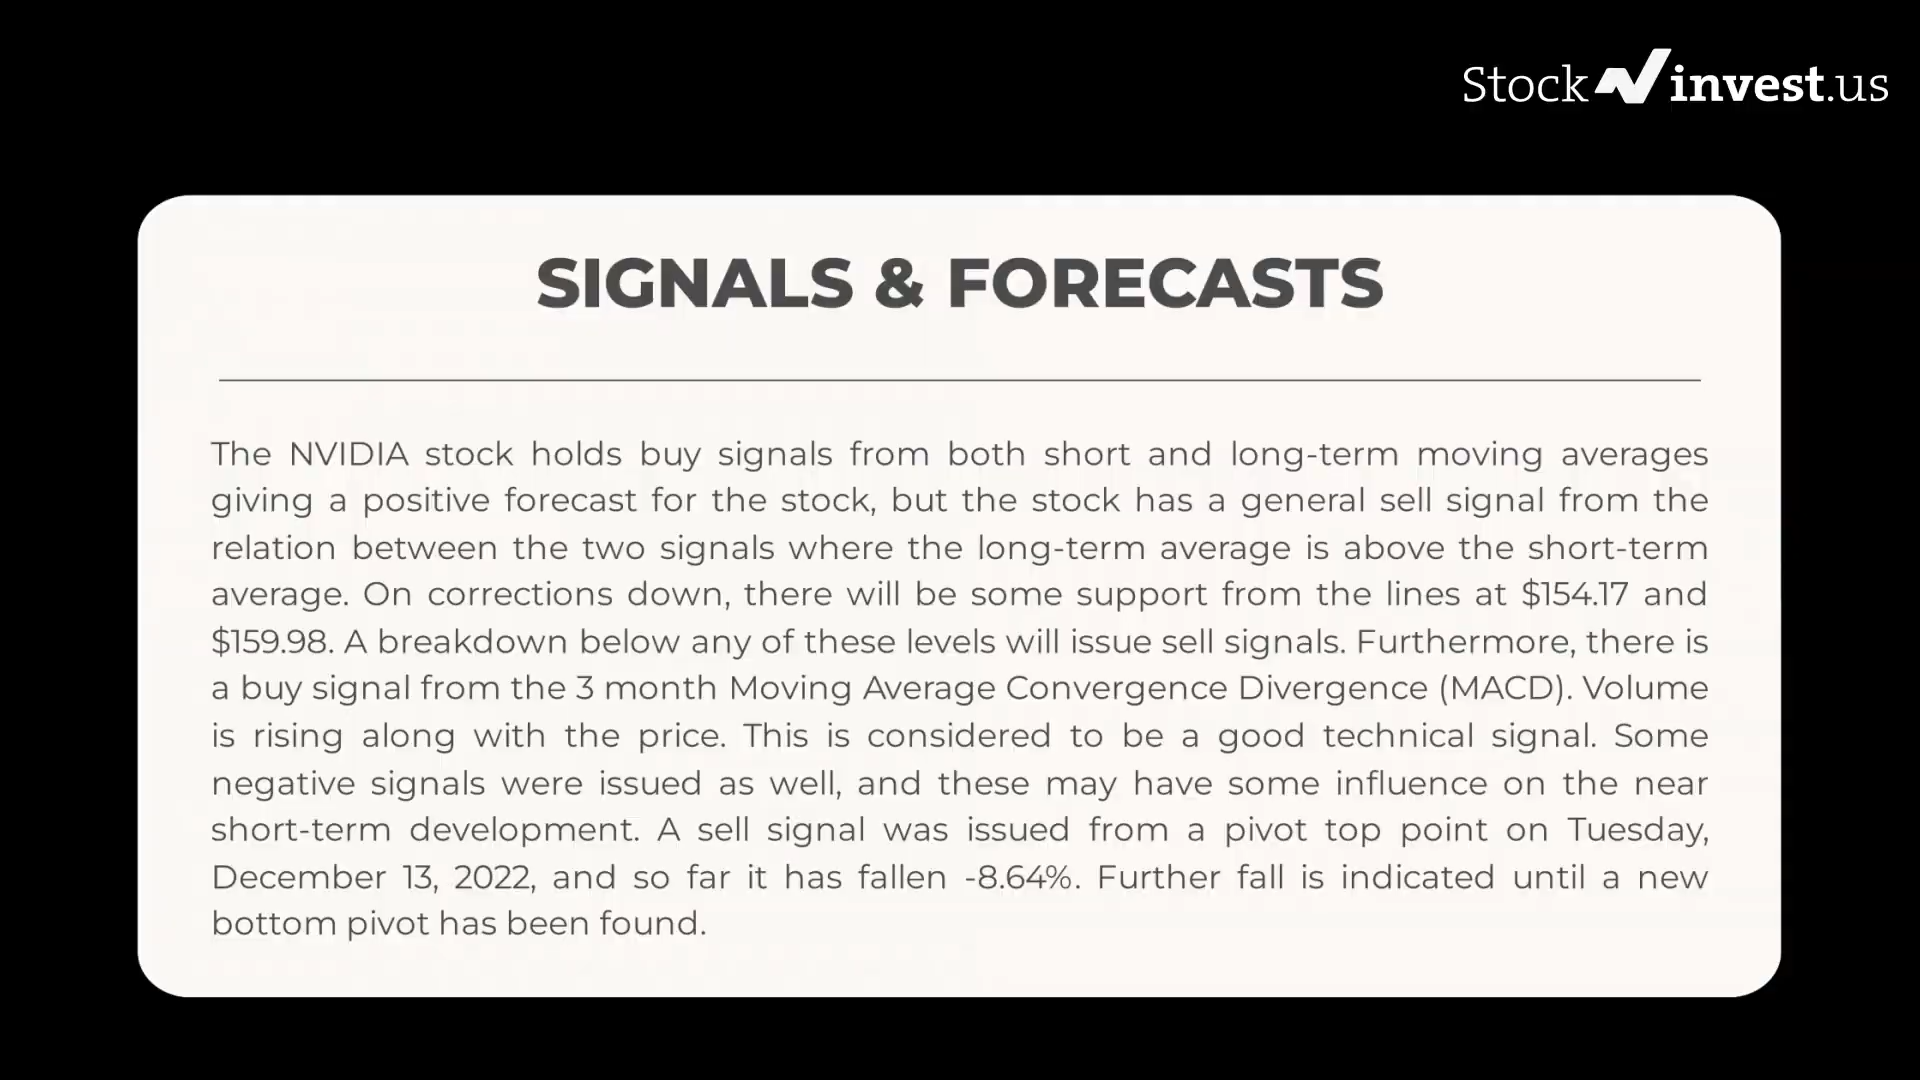 Stock invest.us
SIGNALS & FORECASTS
The NVIDIA stock holds buy signals from both short and long-term moving averages
giving a positive forecast for the stock, but the stock has a general sell signal from the
relation between the two signals where the long-term average is above the short-term
average. On corrections down, there will be some support from the lines at $154.17 and
$159.98. A breakdown below any of these levels will issue sell signals. Furthermore, there is
a buy signal from the 3 month Moving Average Convergence Divergence (MACD). Volume
is rising along with the price. This is considered to be a good technical signal. Some
negative signals were issued as well, and these may have some influence on the near
short-term development. A sell signal was issued from a pivot top point on Tuesday,
December 13, 2022, and so far it has fallen -8.64%. Further fall is indicated until a new
bottom pivot has been found.